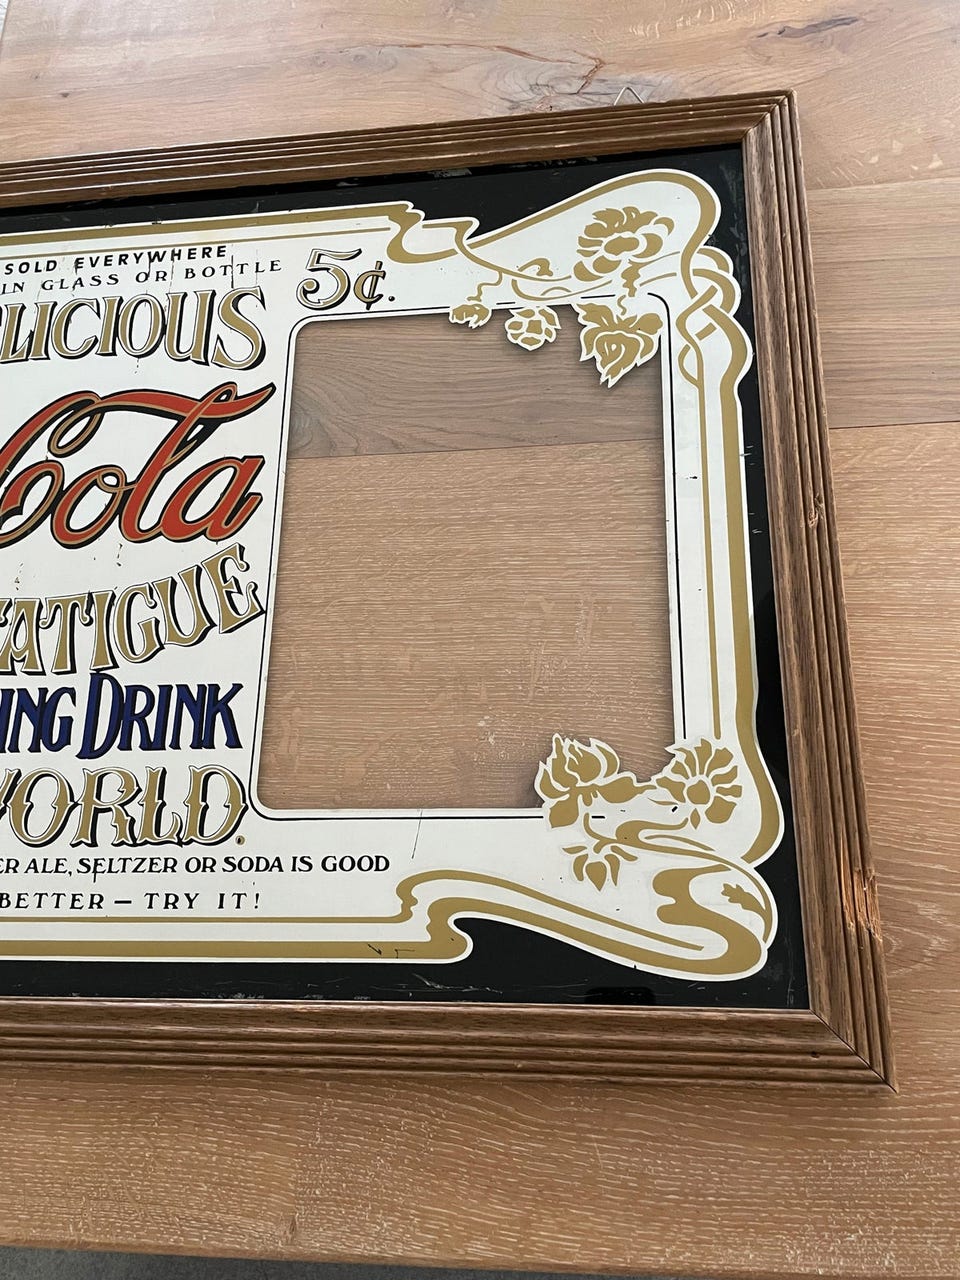 SOLD EVERYWHERE
IN GLASS OR BOTTLE
5¢.
LICIOUS
Cola
FATIGUE
ING DRINK
WORLD.
ER ALE, SELTZER OR SODA IS GOOD
BETTER — TRY IT!